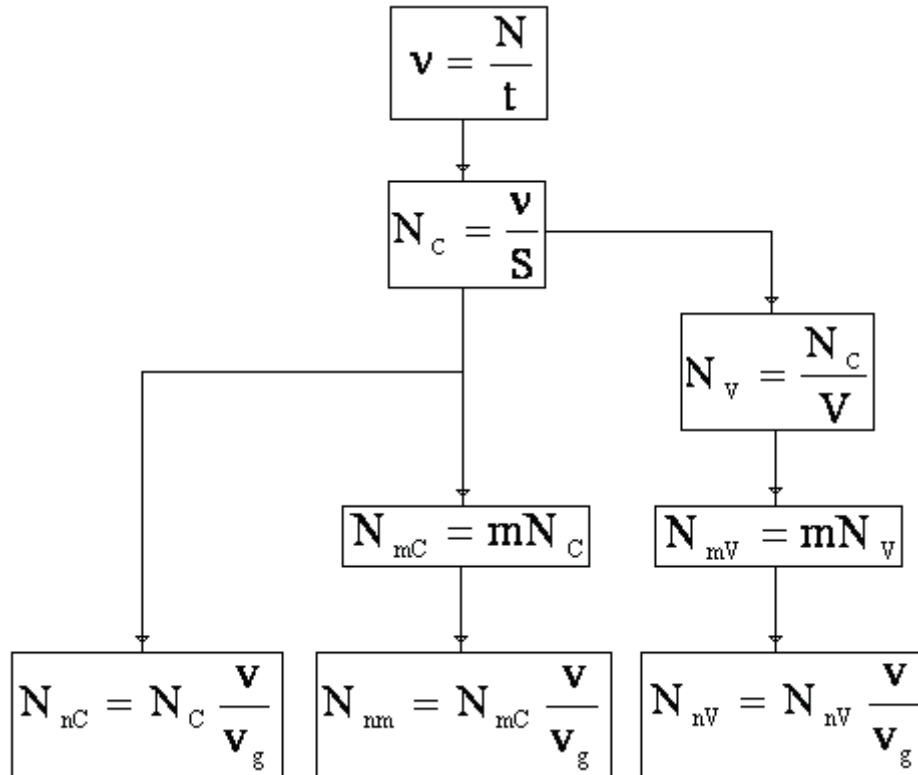 ν = N/t
N_C = ν/S
N_V = N_C/V
N_mC = mN_C
N_mV = mN_V
N_nC = N_C v/v_g
N_nm = N_mC v/v_g
N_nV = N_nV v/v_g